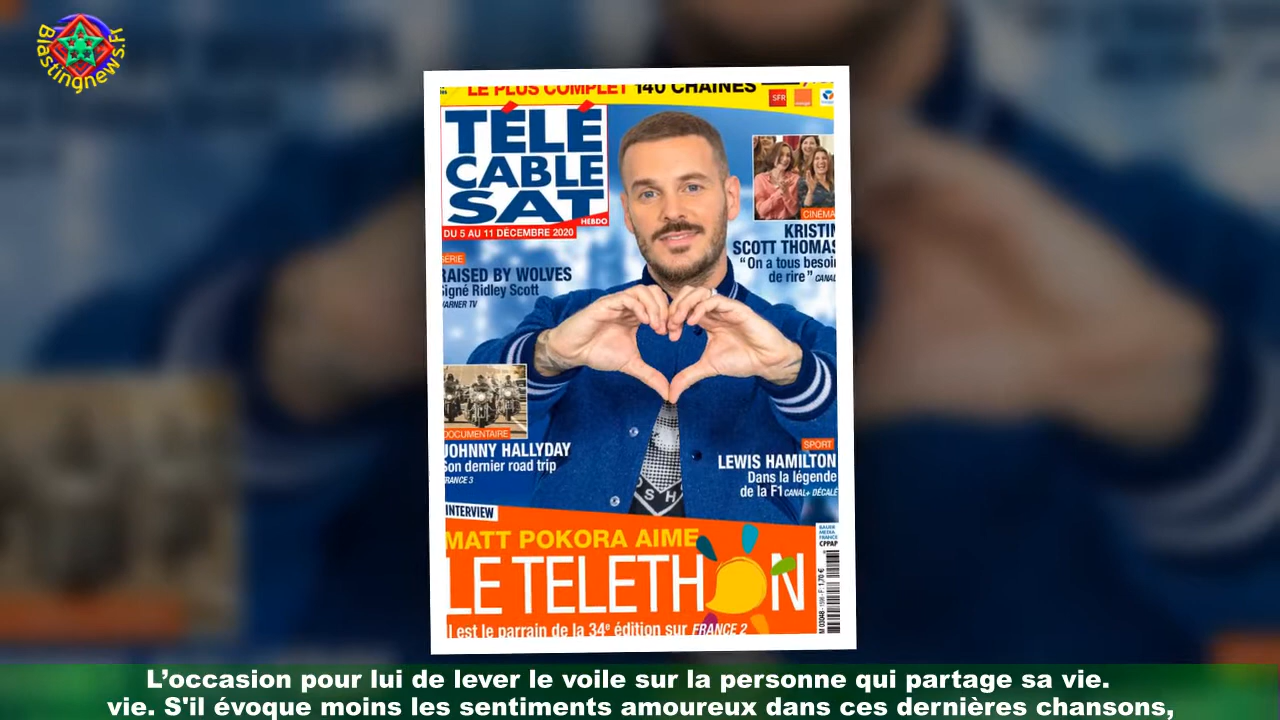 Blastingnews.Fr
LE PLUS COMPLET 140 CHAINES
SFR
orange
TÉLÉ
CABLE
SAT
HEBDO
DU 5 AU 11 DÉCEMBRE 2020
CINÉMA
KRISTIN
SCOTT THOMAS
“On a tous besoin
de rire” CANAL
SÉRIE
RAISED BY WOLVES
Signé Ridley Scott
WARNER TV
DOCUMENTAIRE
JOHNNY HALLYDAY
Son dernier road trip
FRANCE 3
SPORT
LEWIS HAMILTON
Dans la légende
de la F1 CANAL+ DÉCALÉ
OSH
INTERVIEW
MATT POKORA AIME
LE TELETHON
Il est le parrain de la 34e édition sur FRANCE 2
BAUER
MEDIA
FRANCE
CPPAP
L’occasion pour lui de lever le voile sur la personne qui partage sa vie.
vie. S'il évoque moins les sentiments amoureux dans ces dernières chansons,